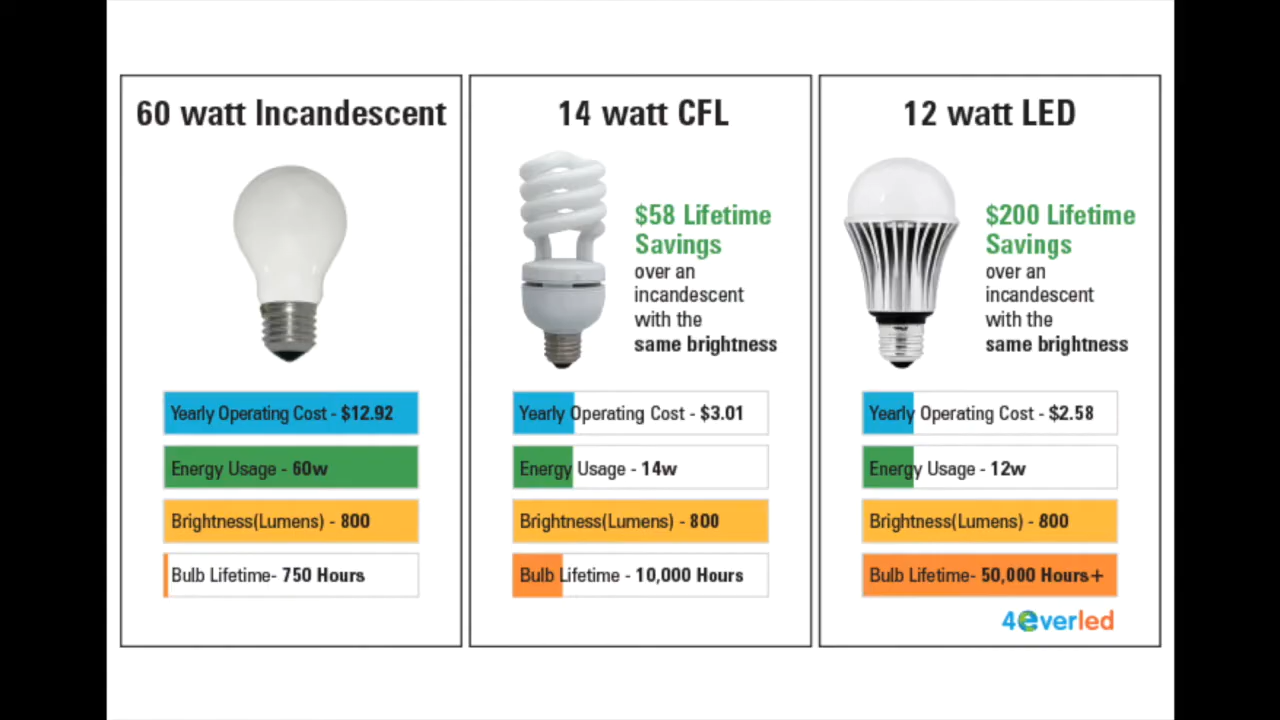 60 watt Incandescent
Yearly Operating Cost - $12.92
Energy Usage - 60w
Brightness(Lumens) - 800
Bulb Lifetime- 750 Hours
14 watt CFL
$58 Lifetime
Savings
over an
incandescent
with the
same brightness
Yearly Operating Cost - $3.01
Energy Usage - 14w
Brightness(Lumens) - 800
Bulb Lifetime - 10,000 Hours
12 watt LED
$200 Lifetime
Savings
over an
incandescent
with the
same brightness
Yearly Operating Cost - $2.58
Energy Usage - 12w
Brightness(Lumens) - 800
Bulb Lifetime- 50,000 Hours+
4everled